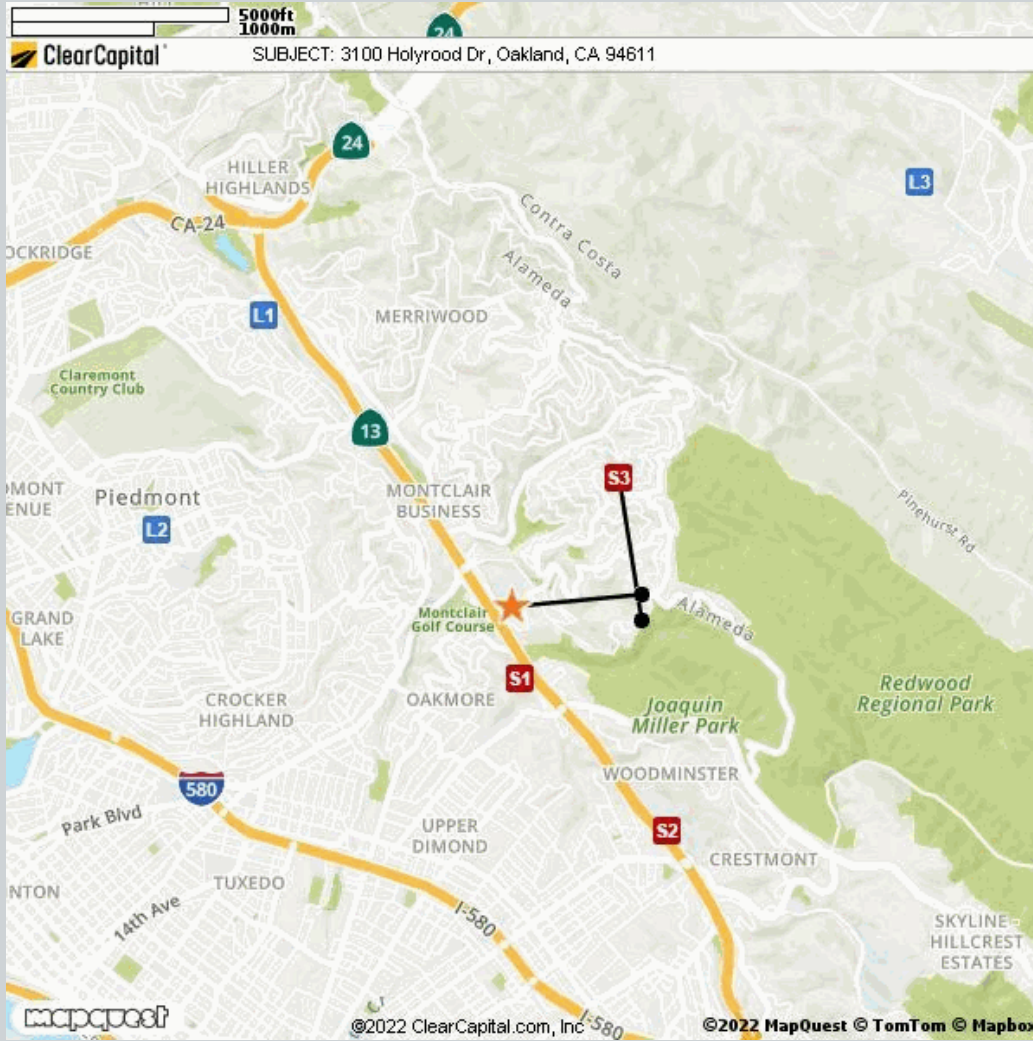 5000ft
1000m
24
ClearCapital
SUBJECT: 3100 Holyrood Dr, Oakland, CA 94611
24
HILLER
HIGHLANDS
L3
CA-24
Contra Costa
OCKRIDGE
Alameda
L1
MERRIWOOD
Claremont
Country Club
13
S3
MONTCLAIR
BUSINESS
DMONT
ENUE
Piedmont
L2
Pinehurst Rd
Montclair
Golf Course
Alameda
GRAND
LAKE
S1
Redwood
Regional Park
CROCKER
HIGHLAND
OAKMORE
Joaquin
Miller Park
WOODMINSTER
580
Park Blvd
UPPER
DIMOND
S2
CRESTMONT
NTON
TUXEDO
14th Ave
I-580
SKYLINE -
HILLCREST
ESTATES
mapquest
©2022 ClearCapital.com, Inc
I-580
©2022 MapQuest © TomTom © Mapbox